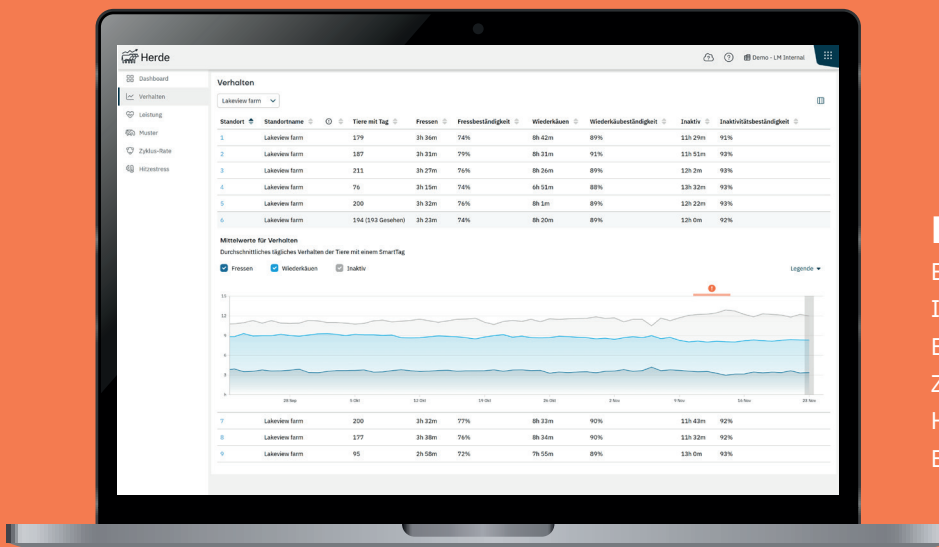 Herde
Demo - LM Internal
Dashboard
Verhalten
Leistung
Muster
Zyklus-Rate
Hitzestress
Verhalten
Lakeview farm
Standort Standortname Tiere mit Tag Fressen Fressbeständigkeit Wiederkäuen Wiederkäubeständigkeit Inaktiv Inaktivitätsbeständigkeit
1 Lakeview farm 179 3h 36m 74% 8h 42m 89% 11h 29m 91%
2 Lakeview farm 187 3h 31m 79% 8h 31m 91% 11h 51m 93%
3 Lakeview farm 211 3h 27m 76% 8h 26m 89% 12h 2m 93%
4 Lakeview farm 76 3h 15m 74% 6h 51m 88% 13h 32m 93%
5 Lakeview farm 200 3h 32m 76% 8h 1m 89% 12h 22m 93%
6 Lakeview farm 194 (193 Gesehen) 3h 23m 74% 8h 20m 89% 12h 0m 92%
Mittelwerte für Verhalten
Durchschnittliches tägliches Verhalten der Tiere mit einem SmartTag
Fressen Wiederkäuen Inaktiv Legende
15
12
9
6
3
0
28 Sep 5 Okt 12 Okt 19 Okt 26 Okt 2 Nov 9 Nov 16 Nov 23 Nov
7 Lakeview farm 200 3h 32m 77% 8h 33m 90% 11h 43m 92%
8 Lakeview farm 177 3h 38m 76% 8h 34m 90% 11h 32m 92%
9 Lakeview farm 95 2h 58m 72% 7h 55m 89% 13h 0m 93%